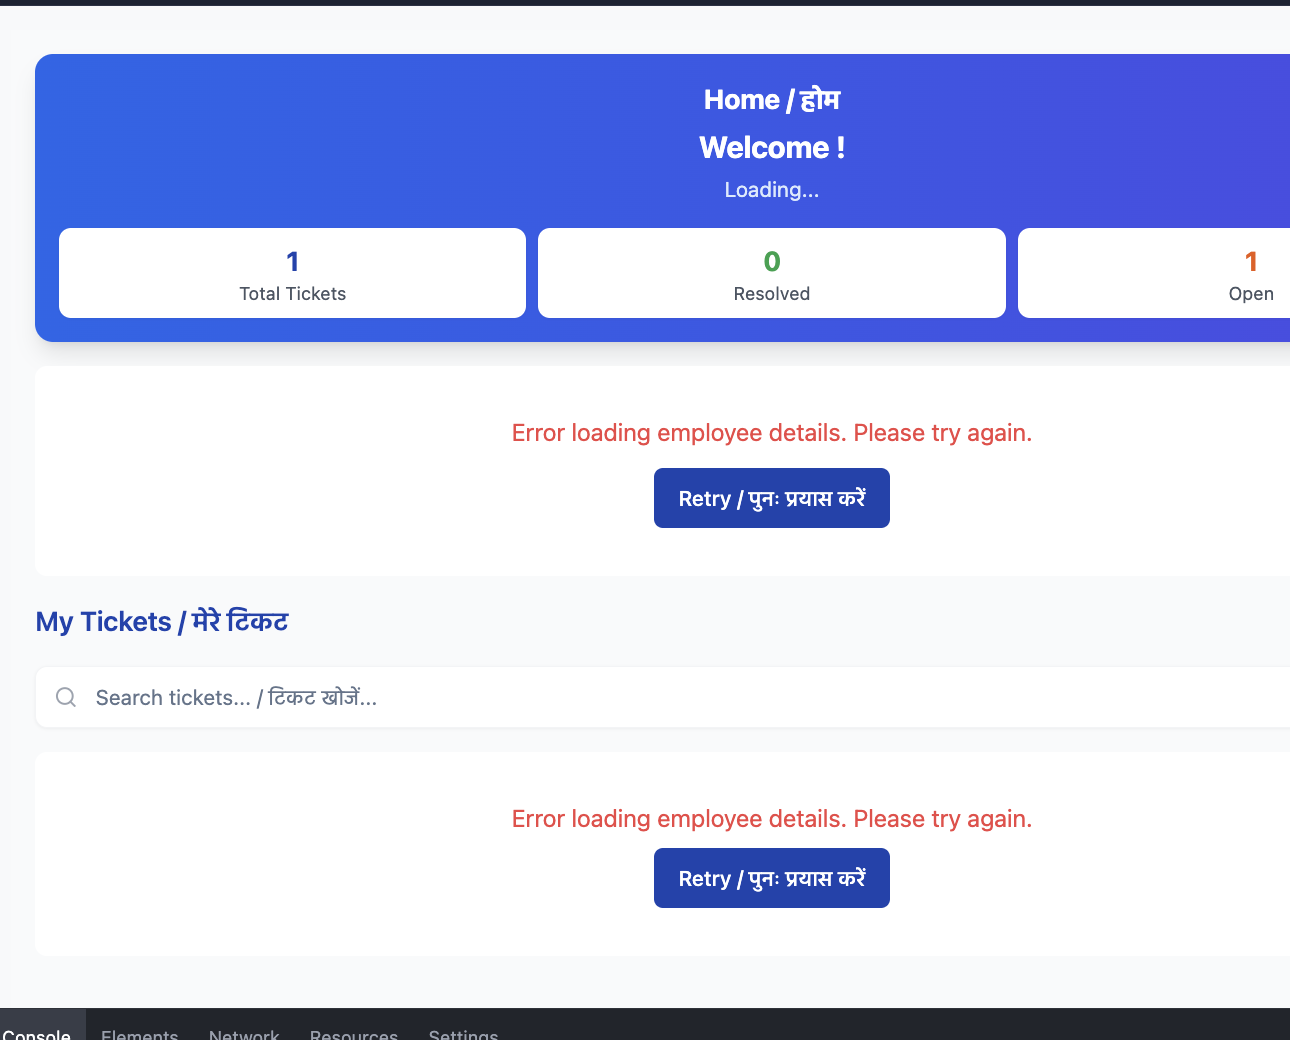 Home / होम
Welcome !
Loading...
1
Total Tickets
0
Resolved
1
Open
Error loading employee details. Please try again.
Retry / पुनः प्रयास करें
My Tickets / मेरे टिकट
Search tickets... / टिकट खोजें...
Error loading employee details. Please try again.
Retry / पुनः प्रयास करें
Console Elements Network Resources Settings